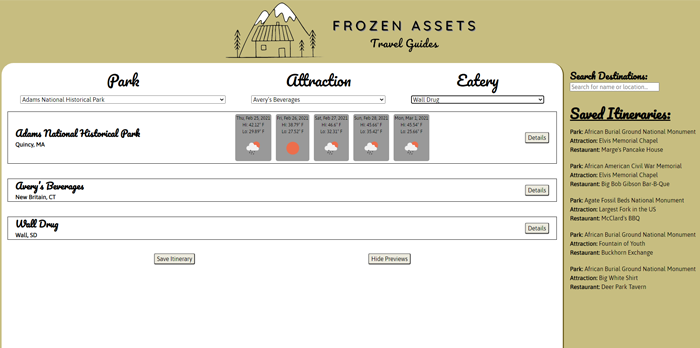 FROZEN ASSETS
Travel Guides
Park
Attraction
Eatery
Adams National Historical Park
Avery's Beverages
Wall Drug
Adams National Historical Park
Quincy, MA
Thu, Feb 25, 2021
Hi: 42.12° F
Lo: 29.89° F
Fri, Feb 26, 2021
Hi: 38.79° F
Lo: 27.52° F
Sat, Feb 27, 2021
Hi: 44.6° F
Lo: 32.31° F
Sun, Feb 28, 2021
Hi: 45.66° F
Lo: 35.42° F
Mon, Mar 1, 2021
Hi: 45.54° F
Lo: 25.66° F
Details
Avery's Beverages
New Britain, CT
Details
Wall Drug
Wall, SD
Details
Save Itinerary
Hide Previews
Search Destinations:
Search for name or location...
Saved Itineraries:
Park: African Burial Ground National Monument
Attraction: Elvis Memorial Chapel
Restaurant: Marge's Pancake House
Park: African American Civil War Memorial
Attraction: Elvis Memorial Chapel
Restaurant: Big Bob Gibson Bar-B-Que
Park: Agate Fossil Beds National Monument
Attraction: Largest Fork in the US
Restaurant: McClard's BBQ
Park: African Burial Ground National Monument
Attraction: Fountain of Youth
Restaurant: Buckhorn Exchange
Park: African Burial Ground National Monument
Attraction: Big White Shirt
Restaurant: Deer Park Tavern